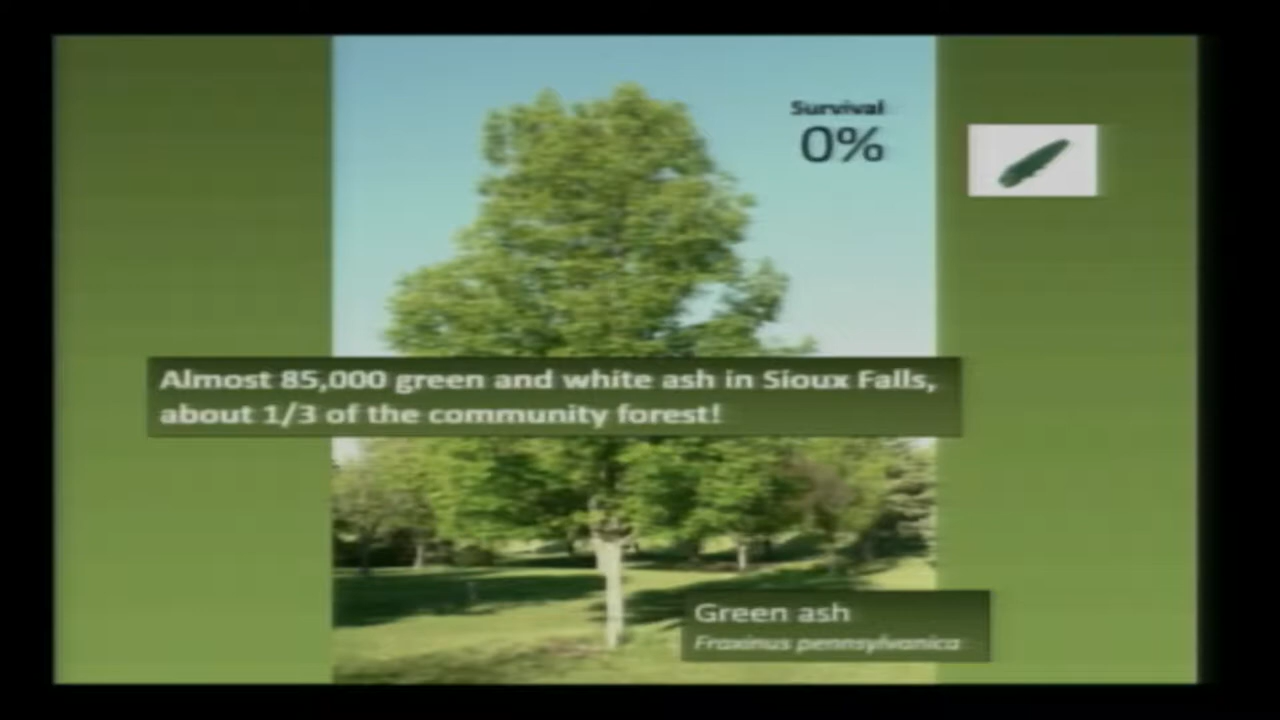 Survival
0%
Almost 85,000 green and white ash in Sioux Falls,
about 1/3 of the community forest!
Green ash
Fraxinus pennsylvanica